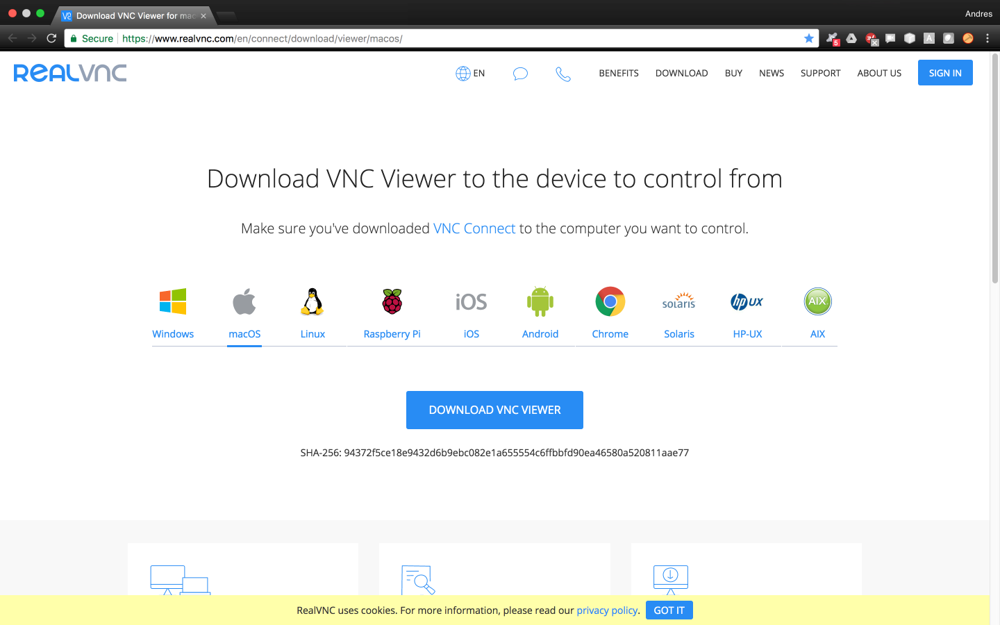 Download VNC Viewer for mac
Andres
Secure https://www.realvnc.com/en/connect/download/viewer/macos/
5
A
REALVNC
EN
BENEFITS DOWNLOAD BUY NEWS SUPPORT ABOUT US SIGN IN
Download VNC Viewer to the device to control from
Make sure you've downloaded VNC Connect to the computer you want to control.
iOS solaris hp UX AIX
Windows macOS Linux Raspberry Pi iOS Android Chrome Solaris HP-UX AIX
DOWNLOAD VNC VIEWER
SHA-256: 94372f5ce18e9432d6b9ebc082e1a655554c6ffbbfd90ea46580a520811aae77
RealVNC uses cookies. For more information, please read our privacy policy. GOT IT